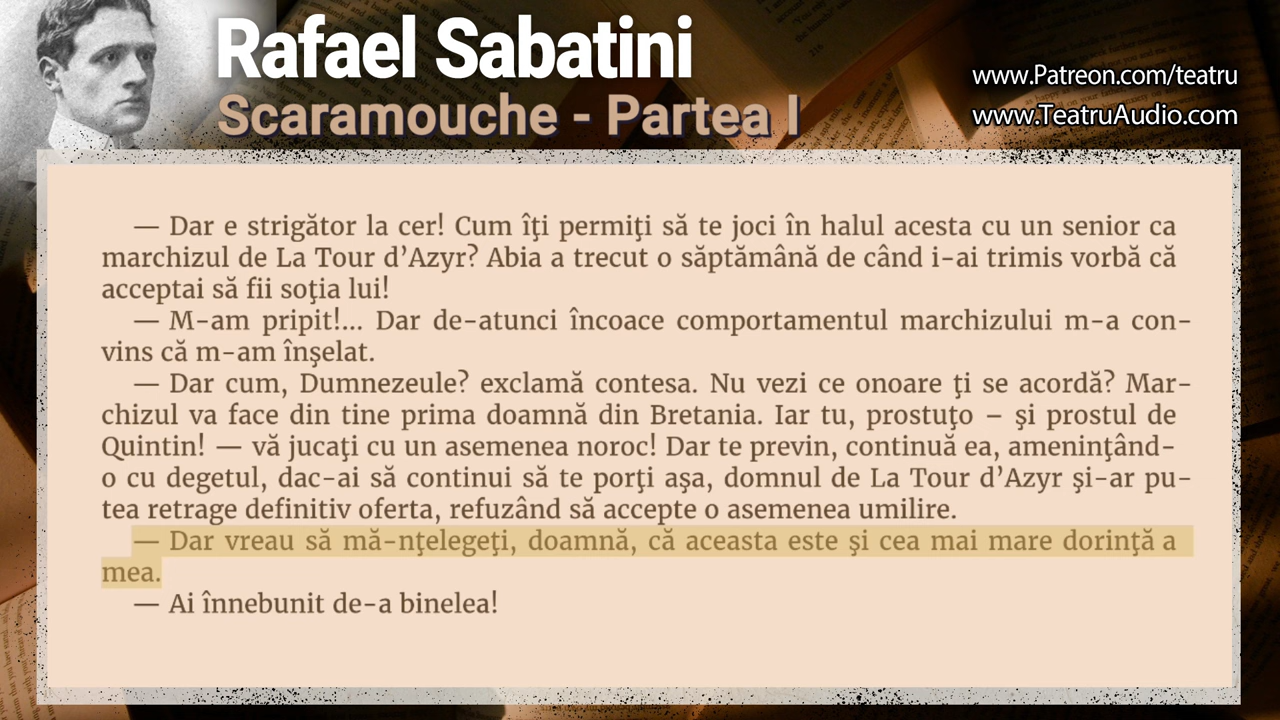 Rafael Sabatini
Scaramouche - Partea I
www.Patreon.com/teatru
www.TeatruAudio.com
— Dar e strigător la cer! Cum îţi permiţi să te joci în halul acesta cu un senior ca
marchizul de La Tour d’Azyr? Abia a trecut o săptămână de când i-ai trimis vorbă că
acceptai să fii soţia lui!
— M-am pripit!... Dar de-atunci încoace comportamentul marchizului m-a con-
vins că m-am înşelat.
— Dar cum, Dumnezeule? exclamă contesa. Nu vezi ce onoare ţi se acordă? Mar-
chizul va face din tine prima doamnă din Bretania. Iar tu, prostuţo – şi prostul de
Quintin! — vă jucaţi cu un asemenea noroc! Dar te previn, continuă ea, ameninţând-
o cu degetul, dac-ai să continui să te porţi aşa, domnul de La Tour d’Azyr şi-ar pu-
tea retrage definitiv oferta, refuzând să accepte o asemenea umilire.
— Dar vreau să mă-nţelegeţi, doamnă, că aceasta este şi cea mai mare dorinţă a
mea.
— Ai înnebunit de-a binelea!